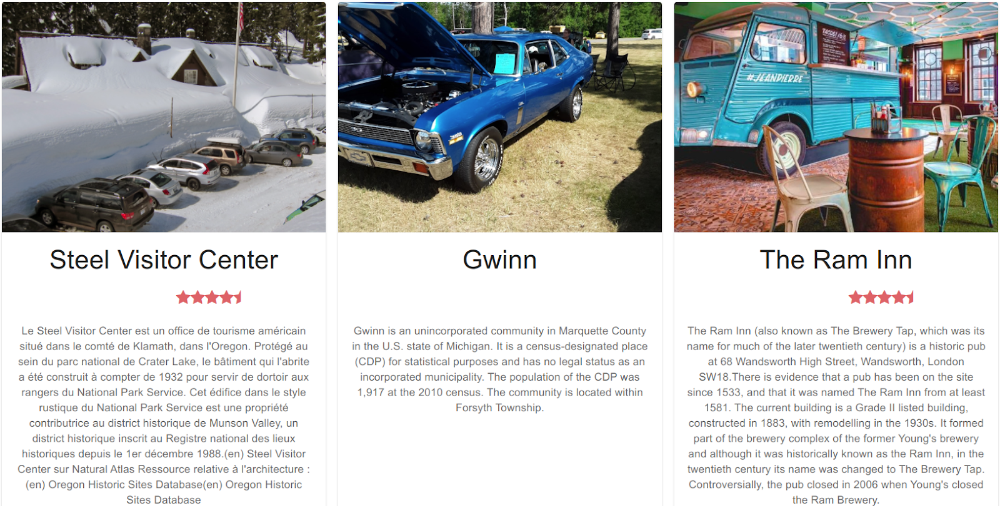 TACOS! £6
#JEANPIERRE
Steel Visitor Center
Gwinn
The Ram Inn
Le Steel Visitor Center est un office de tourisme américain
situé dans le comté de Klamath, dans l'Oregon. Protégé au
sein du parc national de Crater Lake, le bâtiment qui l'abrite
a été construit à compter de 1932 pour servir de dortoir aux
rangers du National Park Service. Cet édifice dans le style
rustique du National Park Service est une propriété
contributrice au district historique de Munson Valley, un
district historique inscrit au Registre national des lieux
historiques depuis le 1er décembre 1988.(en) Steel Visitor
Center sur Natural Atlas Ressource relative à l'architecture :
(en) Oregon Historic Sites Database(en) Oregon Historic
Sites Database
Gwinn is an unincorporated community in Marquette County
in the U.S. state of Michigan. It is a census-designated place
(CDP) for statistical purposes and has no legal status as an
incorporated municipality. The population of the CDP was
1,917 at the 2010 census. The community is located within
Forsyth Township.
The Ram Inn (also known as The Brewery Tap, which was its
name for much of the later twentieth century) is a historic pub
at 68 Wandsworth High Street, Wandsworth, London
SW18.There is evidence that a pub has been on the site
since 1533, and that it was named The Ram Inn from at least
1581. The current building is a Grade II listed building,
constructed in 1883, with remodelling in the 1930s. It formed
part of the brewery complex of the former Young's brewery
and although it was historically known as the Ram Inn, in the
twentieth century its name was changed to The Brewery Tap.
Controversially, the pub closed in 2006 when Young's closed
the Ram Brewery.